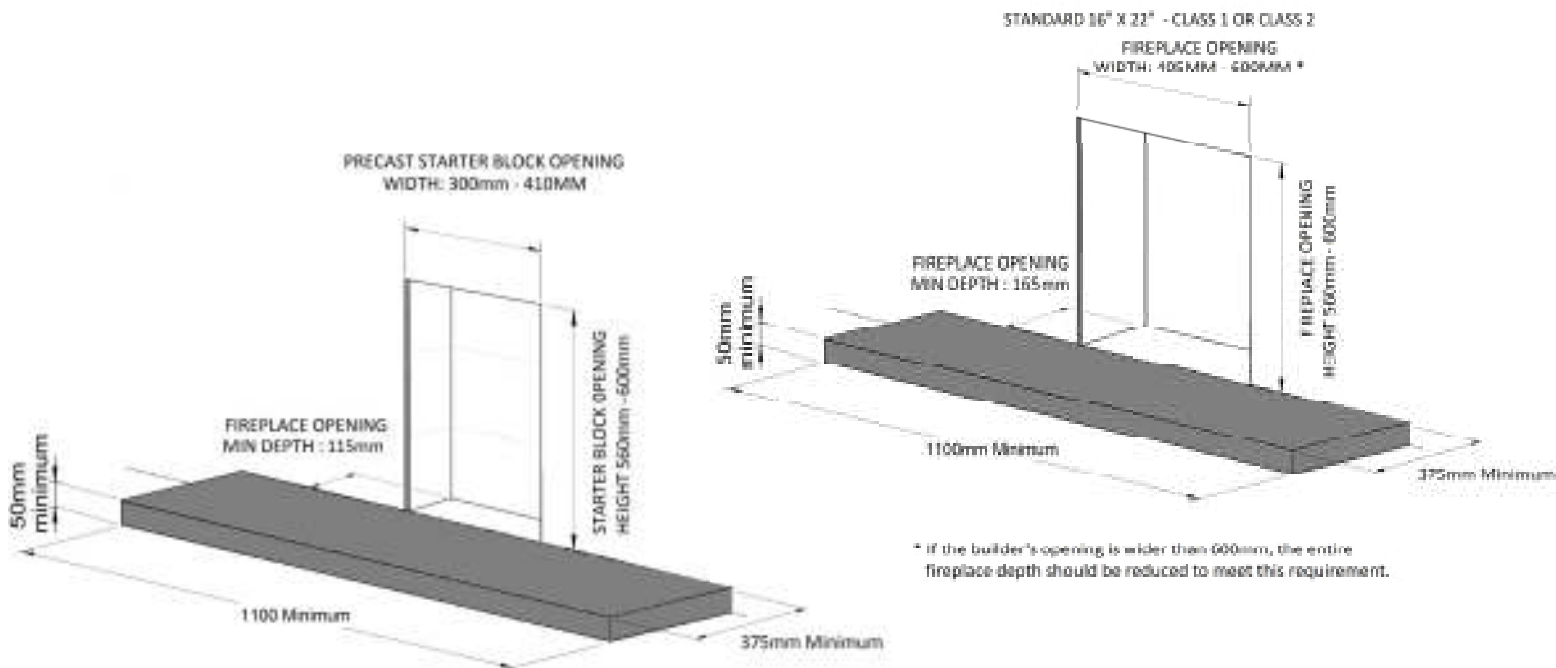 PRECAST STARTER BLOCK OPENING
WIDTH: 300mm - 410MM
FIREPLACE OPENING
MIN DEPTH : 115mm
STARTER BLOCK OPENING
HEIGHT 560mm - 600mm
50mm
minimum
1100 Minimum
375mm Minimum
STANDARD 16" X 22" - CLASS 1 OR CLASS 2
FIREPLACE OPENING
WIDTH: 405MM - 600MM *
FIREPLACE OPENING
MIN DEPTH : 165mm
FIREPLACE OPENING
HEIGHT 560mm - 600mm
50mm
minimum
1100mm Minimum
375mm Minimum
* If the builder's opening is wider than 600mm, the entire
fireplace depth should be reduced to meet this requirement.